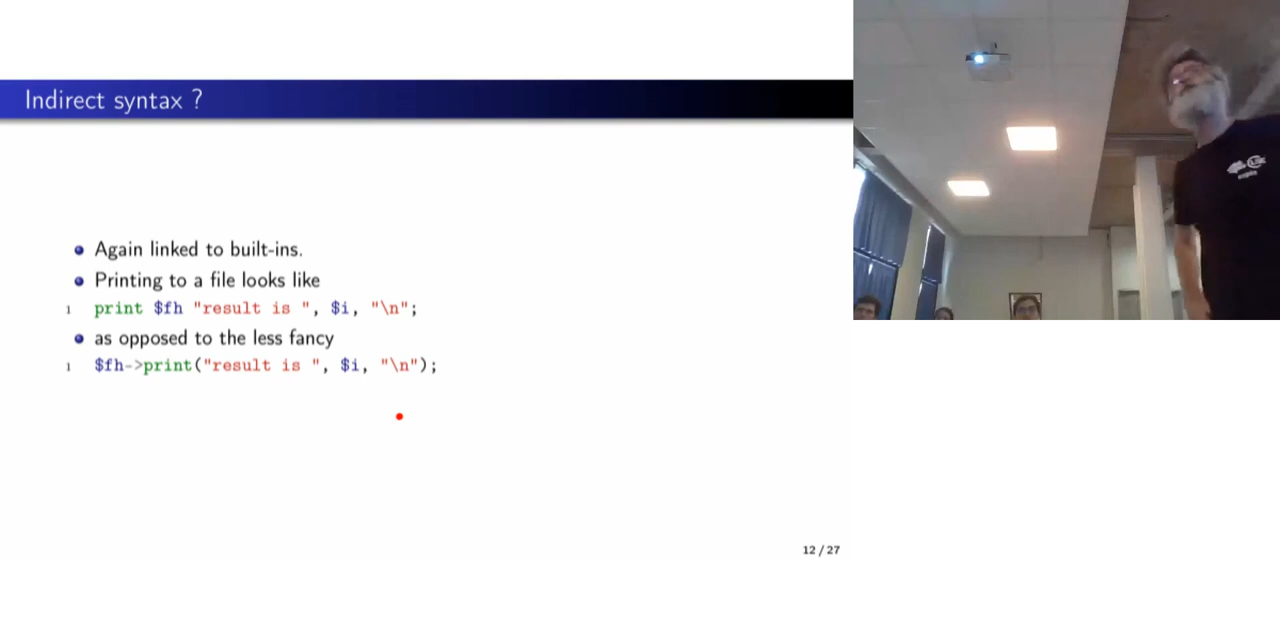 Indirect syntax ?
Again linked to built-ins.
Printing to a file looks like
1 print $fh "result is ", $i, "\n";
as opposed to the less fancy
1 $fh->print("result is ", $i, "\n");
12 / 27